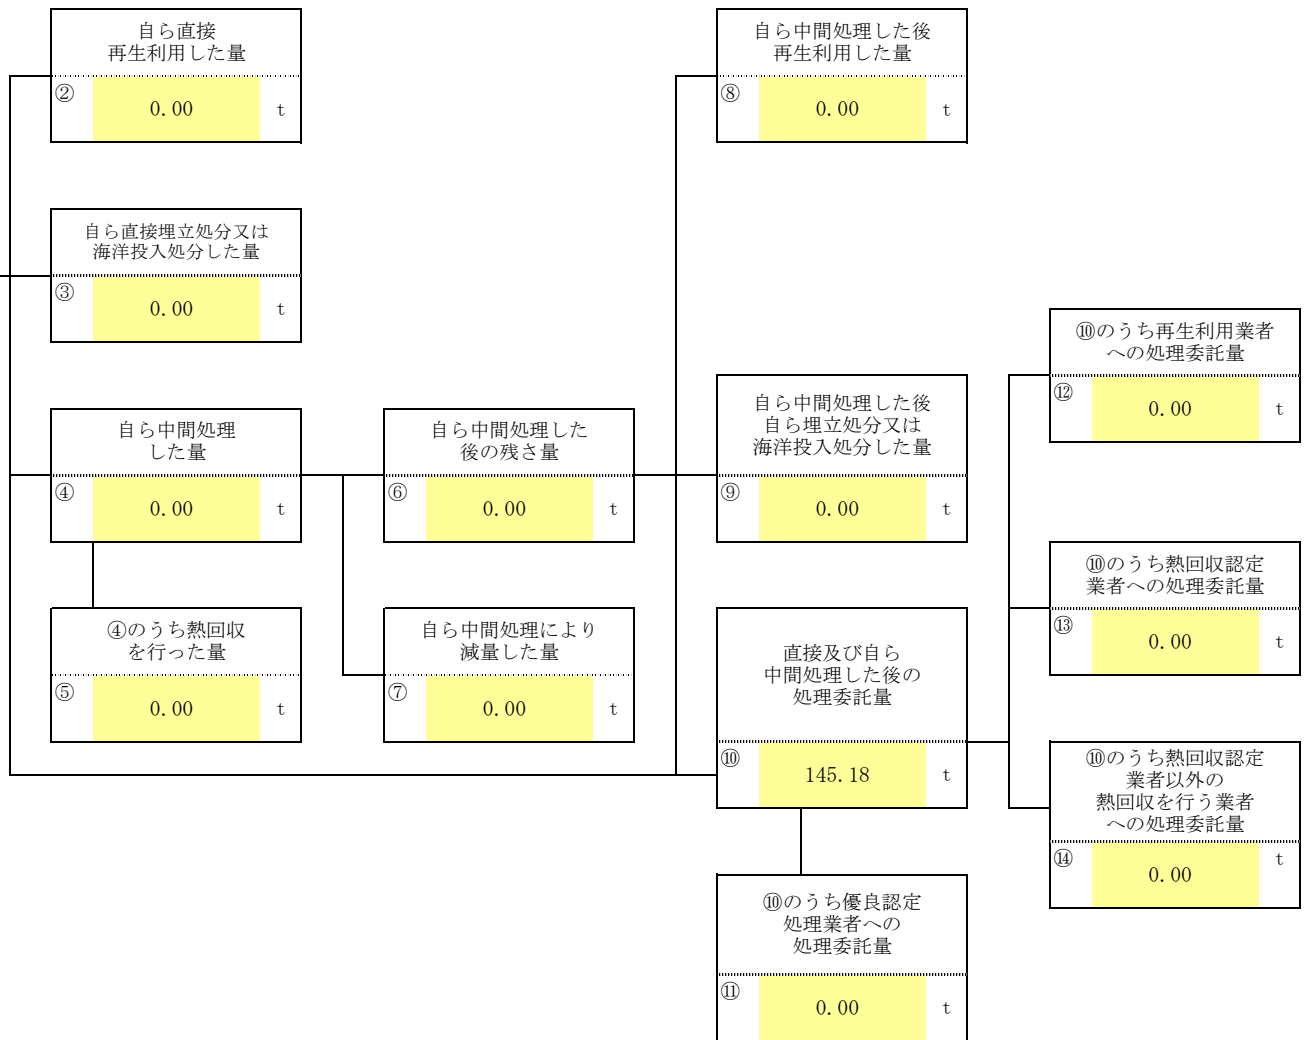 自ら直接
再生利用した量
②
0.00
t
自ら中間処理した後
再生利用した量
⑧
0.00
t
自ら直接埋立処分又は
海洋投入処分した量
③
0.00
t
⑩のうち再生利用業者
への処理委託量
⑫
0.00
t
自ら中間処理
した量
④
0.00
t
自ら中間処理した
後の残さ量
⑥
0.00
t
自ら中間処理した後
自ら埋立処分又は
海洋投入処分した量
⑨
0.00
t
⑩のうち熱回収認定
業者への処理委託量
⑬
0.00
t
④のうち熱回収
を行った量
⑤
0.00
t
自ら中間処理により
減量した量
⑦
0.00
t
直接及び自ら
中間処理した後の
処理委託量
⑩
145.18
t
⑩のうち熱回収認定
業者以外の
熱回収を行う業者
への処理委託量
⑭
0.00
t
⑩のうち優良認定
処理業者への
処理委託量
⑪
0.00
t